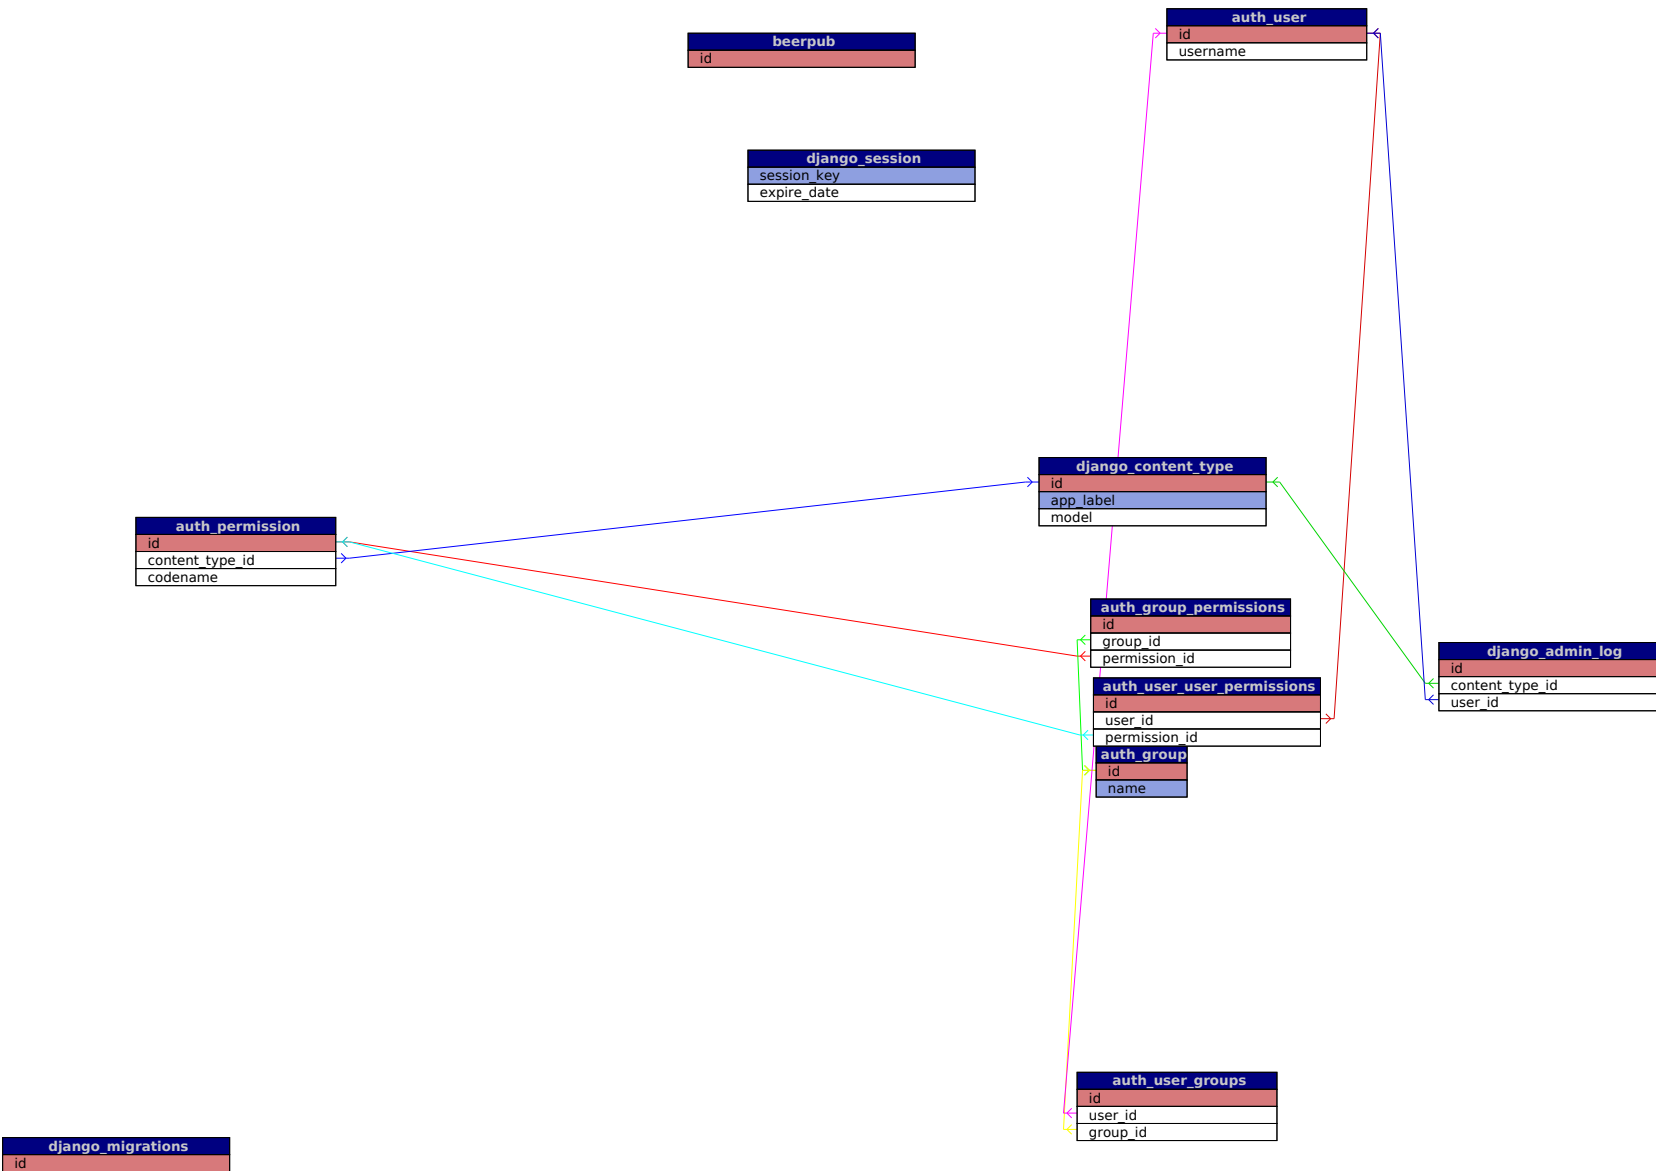 auth_user
id
username
beerpub
id
django_session
session_key
expire_date
django_content_type
id
app_label
model
auth_permission
id
content_type_id
codename
auth_group_permissions
id
group_id
permission_id
django_admin_log
id
content_type_id
user_id
auth_user_user_permissions
id
user_id
permission_id
auth_group
id
name
auth_user_groups
id
user_id
group_id
django_migrations
id